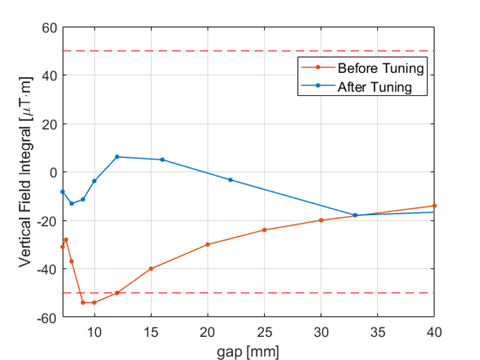 60
40
20
0
-20
-40
-60
Vertical Field Integral [μT·m]
Before Tuning
After Tuning
10 15 20 25 30 35 40
gap [mm]